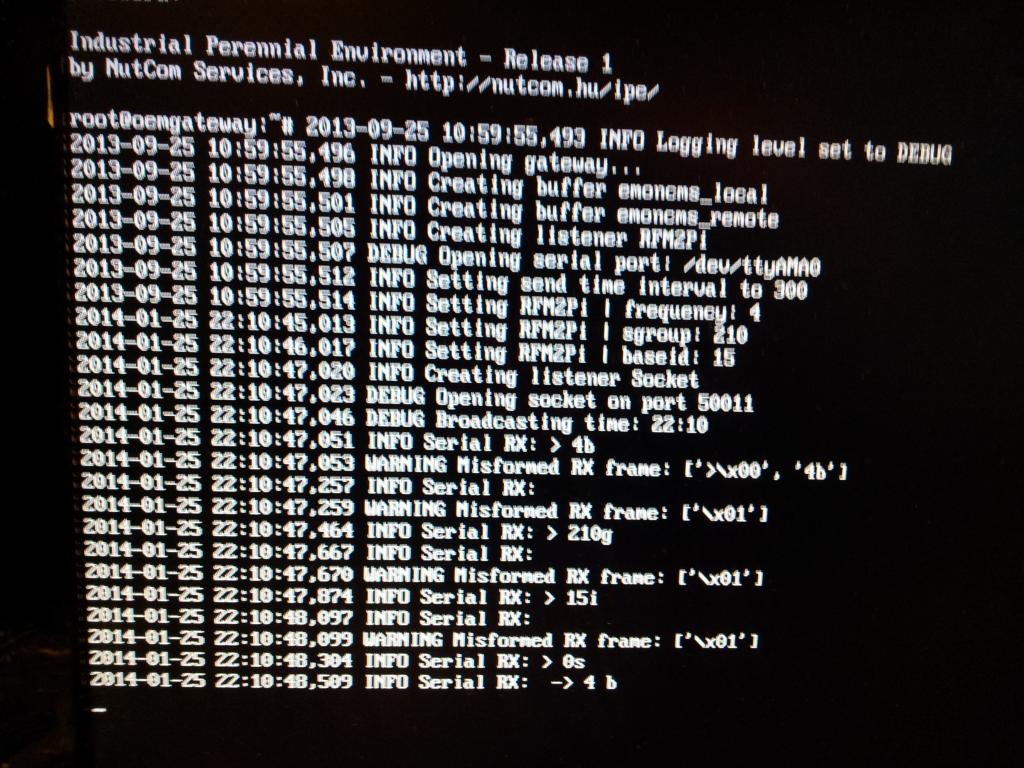 Industrial Perennial Environment - Release 1
by NutCom Services, Inc. - http://nutcom.hu/ipe/
root@oemgateway:~# 2013-09-25 10:59:55,493 INFO Logging level set to DEBUG
2013-09-25 10:59:55,496 INFO Opening gateway...
2013-09-25 10:59:55,498 INFO Creating buffer emoncms_local
2013-09-25 10:59:55,501 INFO Creating buffer emoncms_remote
2013-09-25 10:59:55,505 INFO Creating listener RFM2Pi
2013-09-25 10:59:55,507 DEBUG Opening serial port: /dev/ttyAMA0
2013-09-25 10:59:55,512 INFO Setting send time interval to 300
2013-09-25 10:59:55,514 INFO Setting RFM2Pi | frequency: 4
2014-01-25 22:10:45,013 INFO Setting RFM2Pi | sgroup: 210
2014-01-25 22:10:46,017 INFO Setting RFM2Pi | baseid: 15
2014-01-25 22:10:47,020 INFO Creating listener Socket
2014-01-25 22:10:47,023 DEBUG Opening socket on port 50011
2014-01-25 22:10:47,046 DEBUG Broadcasting time: 22:10
2014-01-25 22:10:47,051 INFO Serial RX: > 4b
2014-01-25 22:10:47,053 WARNING Misformed RX frame: ['>\x00', '4b']
2014-01-25 22:10:47,257 INFO Serial RX:
2014-01-25 22:10:47,259 WARNING Misformed RX frame: ['\x01']
2014-01-25 22:10:47,464 INFO Serial RX: > 210g
2014-01-25 22:10:47,667 INFO Serial RX:
2014-01-25 22:10:47,670 WARNING Misformed RX frame: ['\x01']
2014-01-25 22:10:47,874 INFO Serial RX: > 15i
2014-01-25 22:10:48,097 INFO Serial RX:
2014-01-25 22:10:48,099 WARNING Misformed RX frame: ['\x01']
2014-01-25 22:10:48,304 INFO Serial RX: > 0s
2014-01-25 22:10:48,509 INFO Serial RX:  -> 4 b